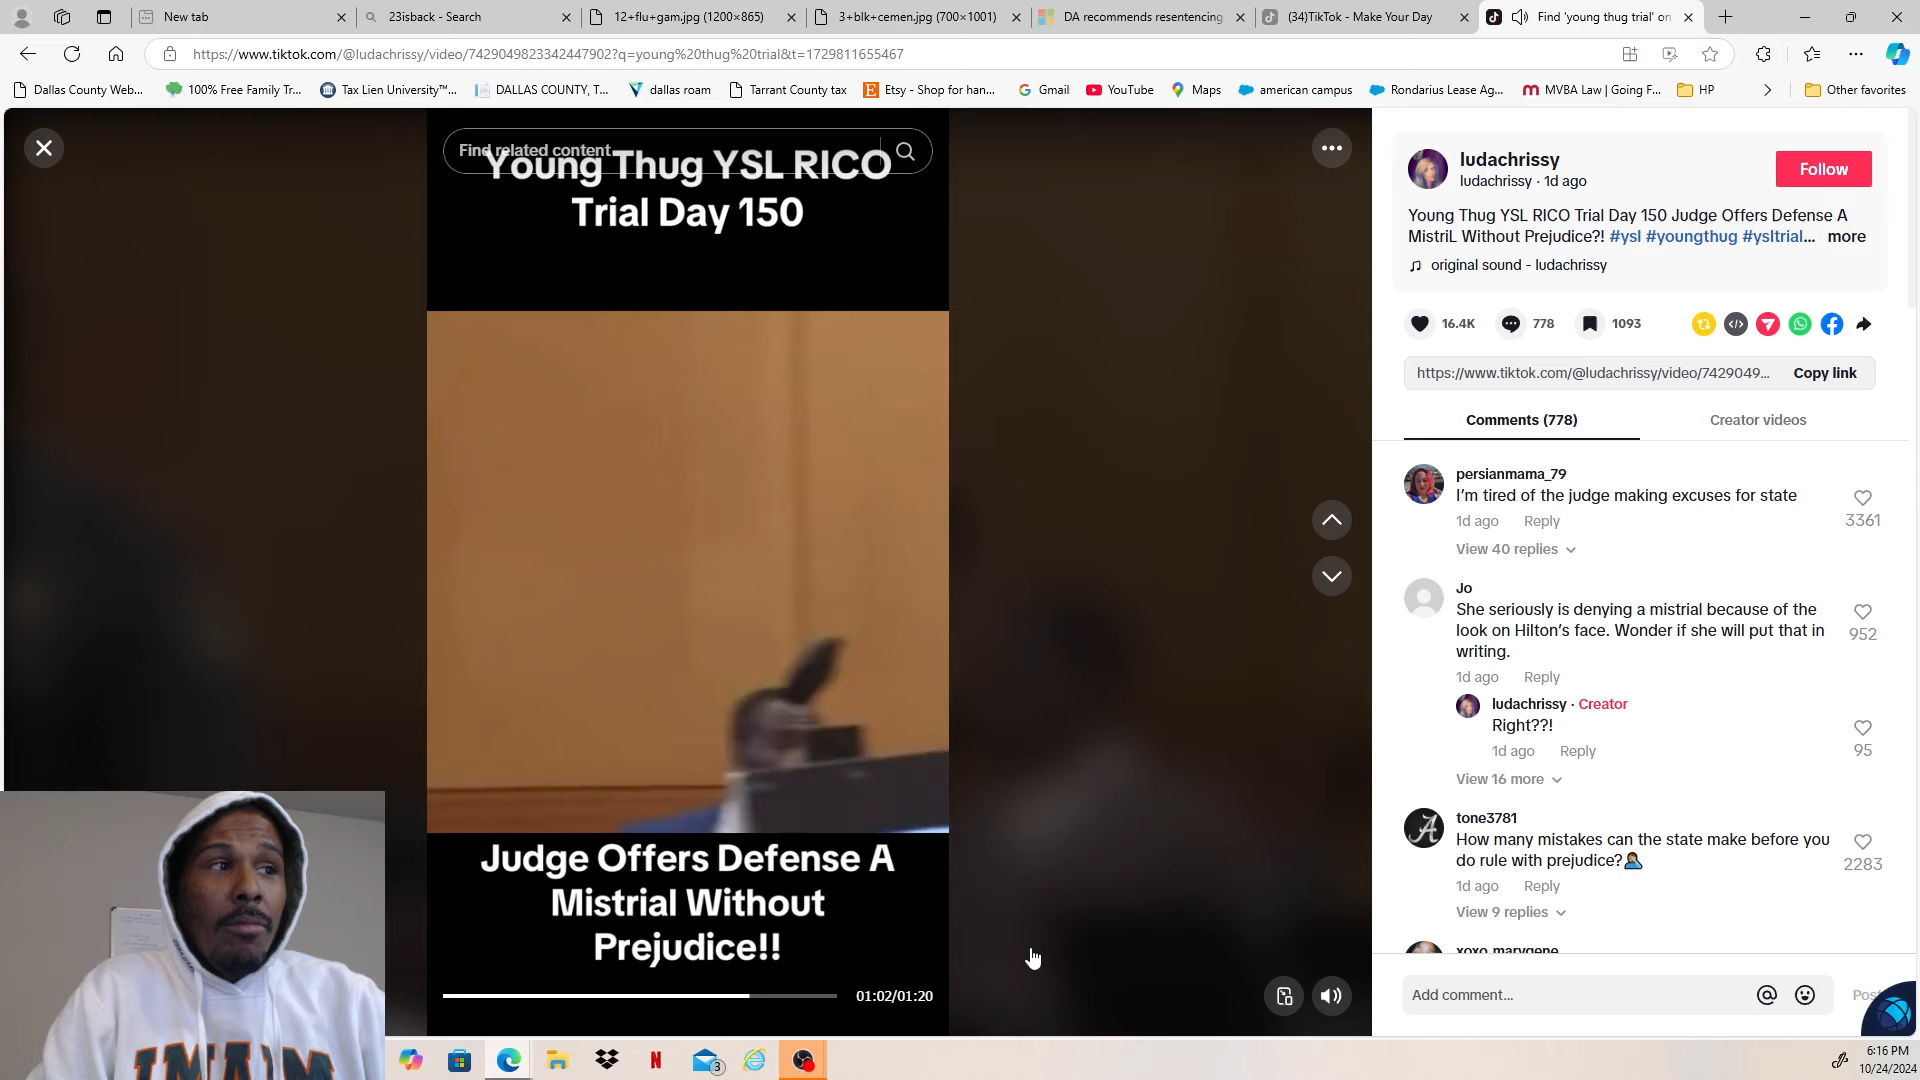 New tab
23isback - Search
12+flu+gam.jpg (1200×865)
3+blk+cemen.jpg (700×1001)
DA recommends resentencing
(34)TikTok - Make Your Day
Find 'young thug trial' on
https://www.tiktok.com/@ludachrissy/video/7429049823342447902?q=young%20thug%20trial&t=1729811655467
Dallas County Web...
100% Free Family Tr...
Tax Lien University™...
DALLAS COUNTY, T...
dallas roam
Tarrant County tax
Etsy - Shop for han...
Gmail
YouTube
Maps
american campus
Rondarius Lease Ag...
MVBA Law | Going F...
HP
Other favorites
Find related content
Young Thug YSL RICO
Trial Day 150
Judge Offers Defense A
Mistrial Without
Prejudice!!
01:02/01:20
ludachrissy
ludachrissy · 1d ago
Follow
Young Thug YSL RICO Trial Day 150 Judge Offers Defense A
MistriL Without Prejudice?! #ysl #youngthug #ysltrial... more
original sound - ludachrissy
16.4K
778
1093
https://www.tiktok.com/@ludachrissy/video/7429049...
Copy link
Comments (778)
Creator videos
persianmama_79
I'm tired of the judge making excuses for state
3361
1d ago Reply
View 40 replies
Jo
She seriously is denying a mistrial because of the
look on Hilton's face. Wonder if she will put that in
writing.
952
1d ago Reply
ludachrissy · Creator
Right??!
95
1d ago Reply
View 16 more
tone3781
How many mistakes can the state make before you
do rule with prejudice?🤦🏽‍♀️
2283
1d ago Reply
View 9 replies
xoxo.marygene
Add comment...
3
6:16 PM
10/24/2024